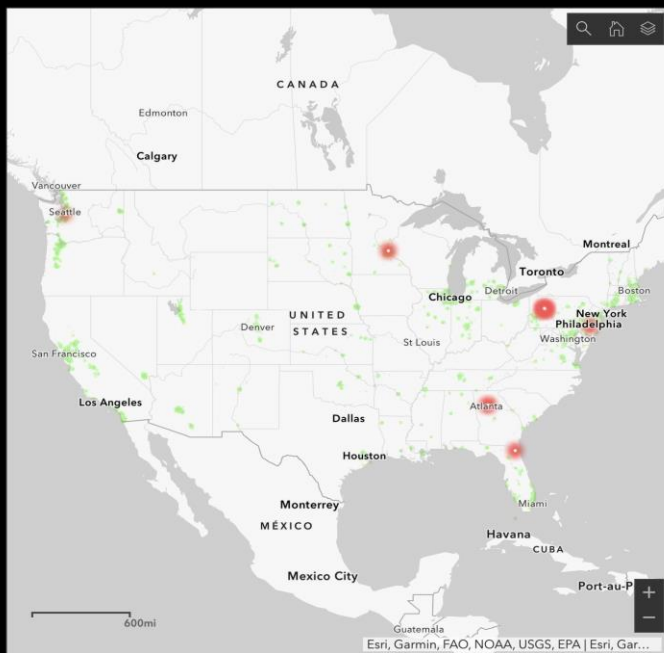 CANADA
Edmonton
Calgary
Vancouver
Seattle
Montreal
Toronto
Boston
Detroit
Chicago
New York
Philadelphia
Washington
UNITED
STATES
Denver
St Louis
San Francisco
Los Angeles
Atlanta
Dallas
Houston
Miami
Monterrey
MÉXICO
Havana
CUBA
Mexico City
Port-au-P
600mi
Guatemala
Esri, Garmin, FAO, NOAA, USGS, EPA | Esri, Gar...